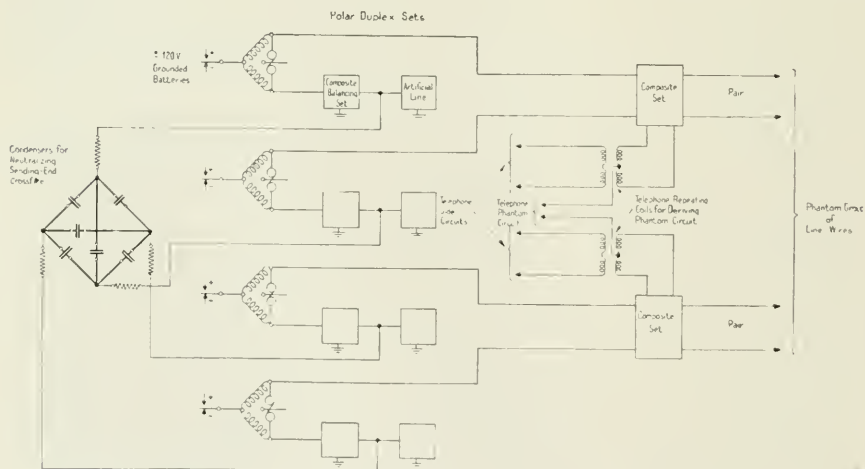 Polar Duplex Sets
± 120 V
Grounded
Batteries
+
-
Composite
Balancing
Set
Artificial
Line
Composite
Set
Pair
Condensers for
Neutralizing
Sending-End
Crossfire
+
-
Telephone
Side
Circuits
Telephone
Phantom
Circuit
Telephone Repeating
Coils for Deriving
Phantom Circuit
Phantom Group
of
Line Wires
+
-
Composite
Set
Pair
+
-